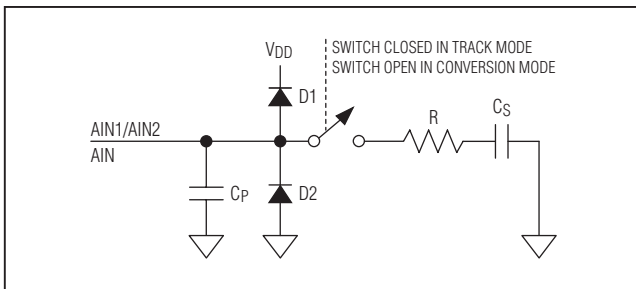 VDD
SWITCH CLOSED IN TRACK MODE
SWITCH OPEN IN CONVERSION MODE
D1
R
CS
AIN1/AIN2
AIN
CP
D2